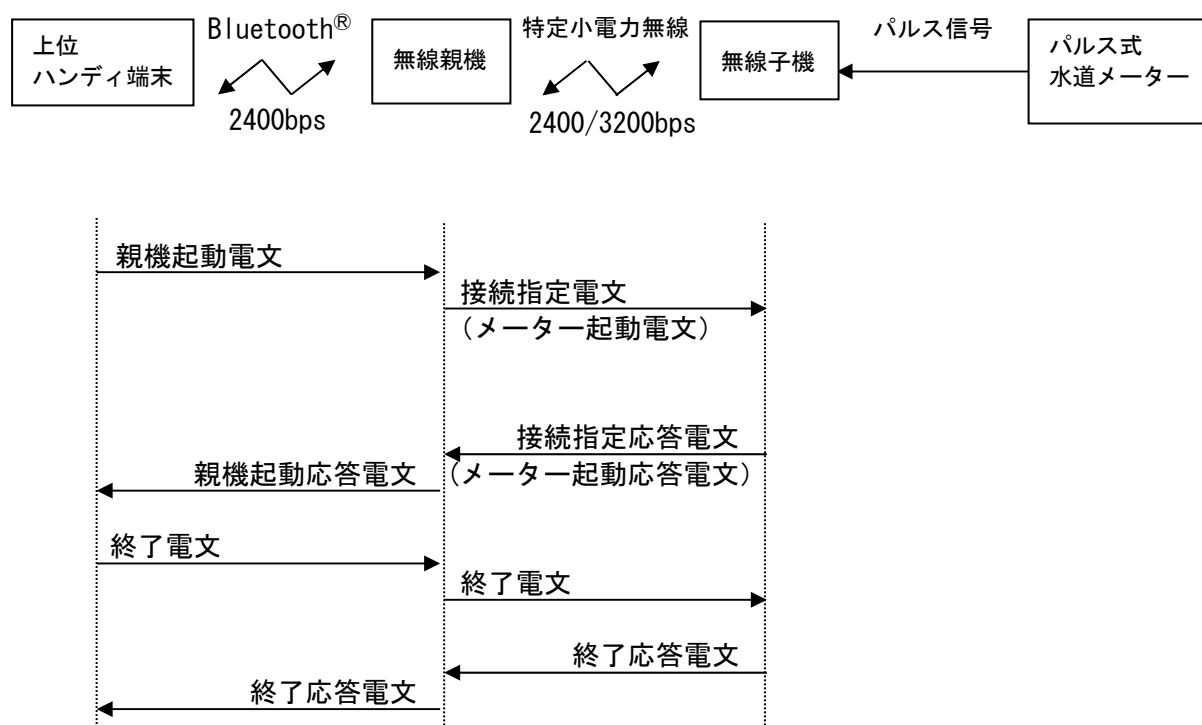 上位
ハンディ端末
Bluetooth®
2400bps
無線親機
特定小電力無線
2400/3200bps
無線子機
パルス信号
パルス式
水道メーター
親機起動電文
接続指定電文
(メーター起動電文)
接続指定応答電文
親機起動応答電文
(メーター起動応答電文)
終了電文
終了電文
終了応答電文
終了応答電文